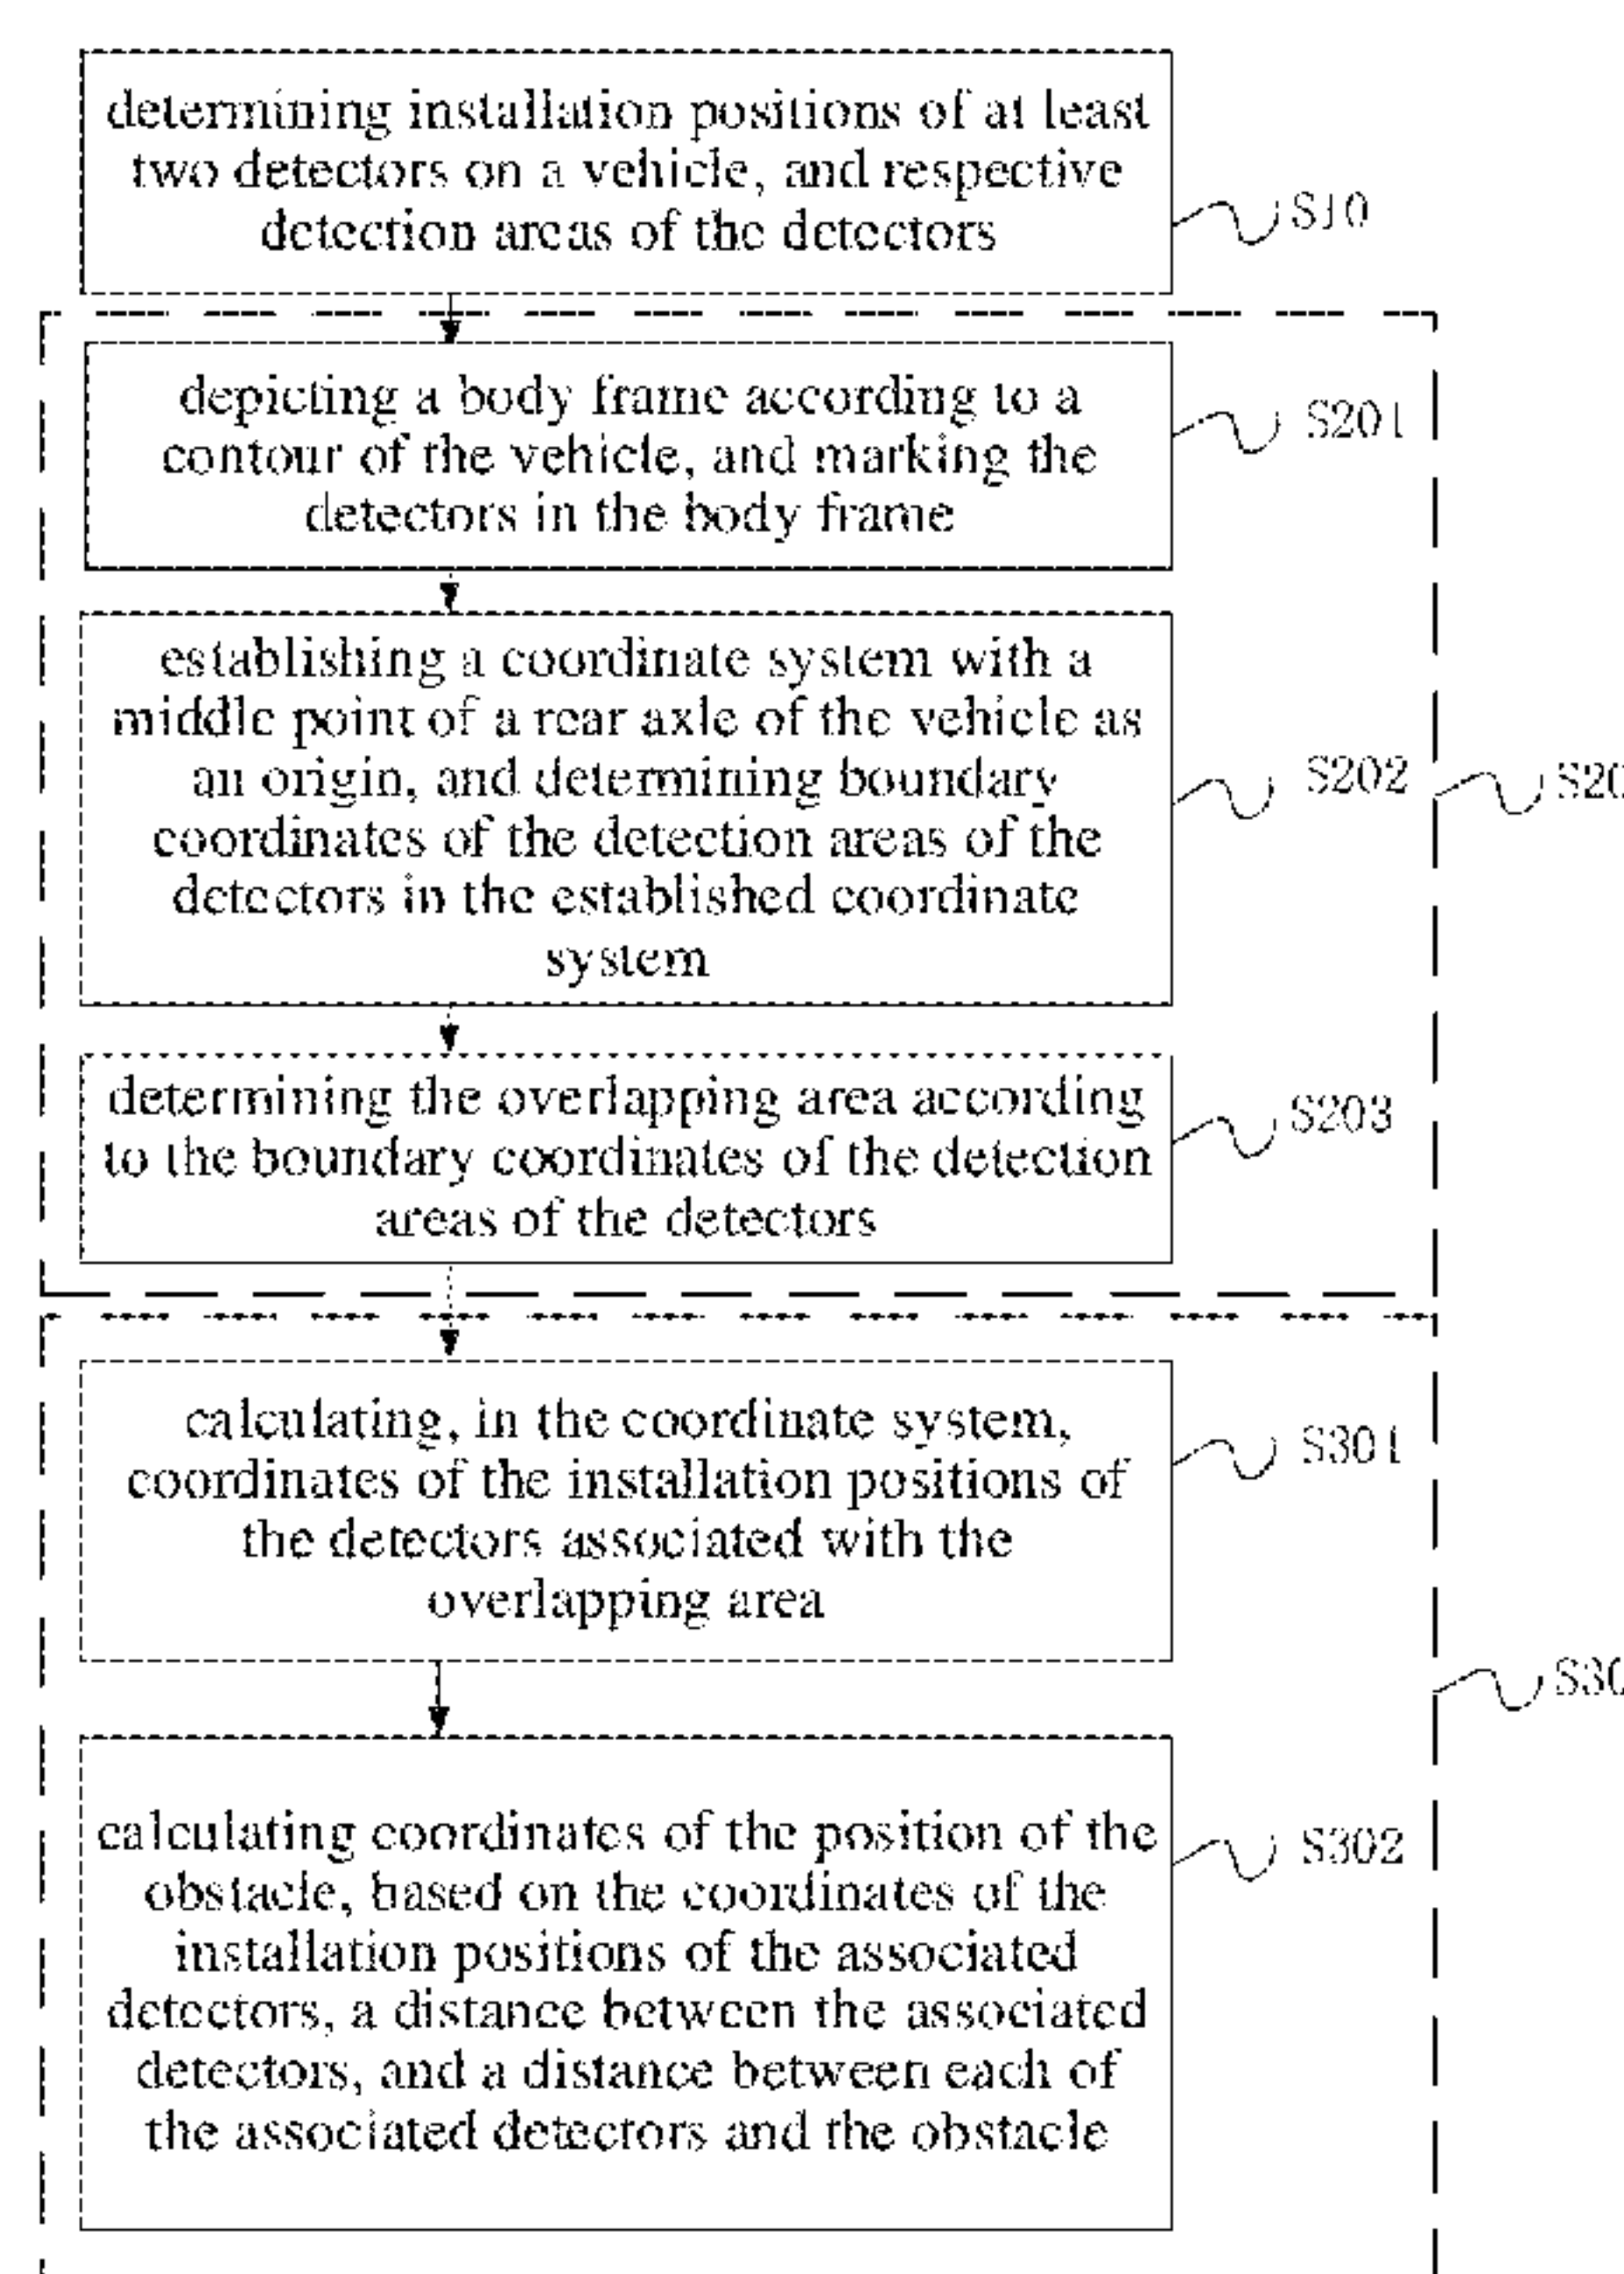 determining installation positions of at least
two detectors on a vehicle, and respective
detection areas of the detectors
S10
depicting a body frame according to a
contour of the vehicle, and marking the
detectors in the body frame
S201
establishing a coordinate system with a
middle point of a rear axle of the vehicle as
an origin, and determining boundary
coordinates of the detection areas of the
detectors in the established coordinate
system
S202
S20
determining the overlapping area according
to the boundary coordinates of the detection
areas of the detectors
S203
calculating, in the coordinate system,
coordinates of the installation positions of
the detectors associated with the
overlapping area
S301
S30
calculating coordinates of the position of the
obstacle, based on the coordinates of the
installation positions of the associated
detectors, a distance between the associated
detectors, and a distance between each of
the associated detectors and the obstacle
S302